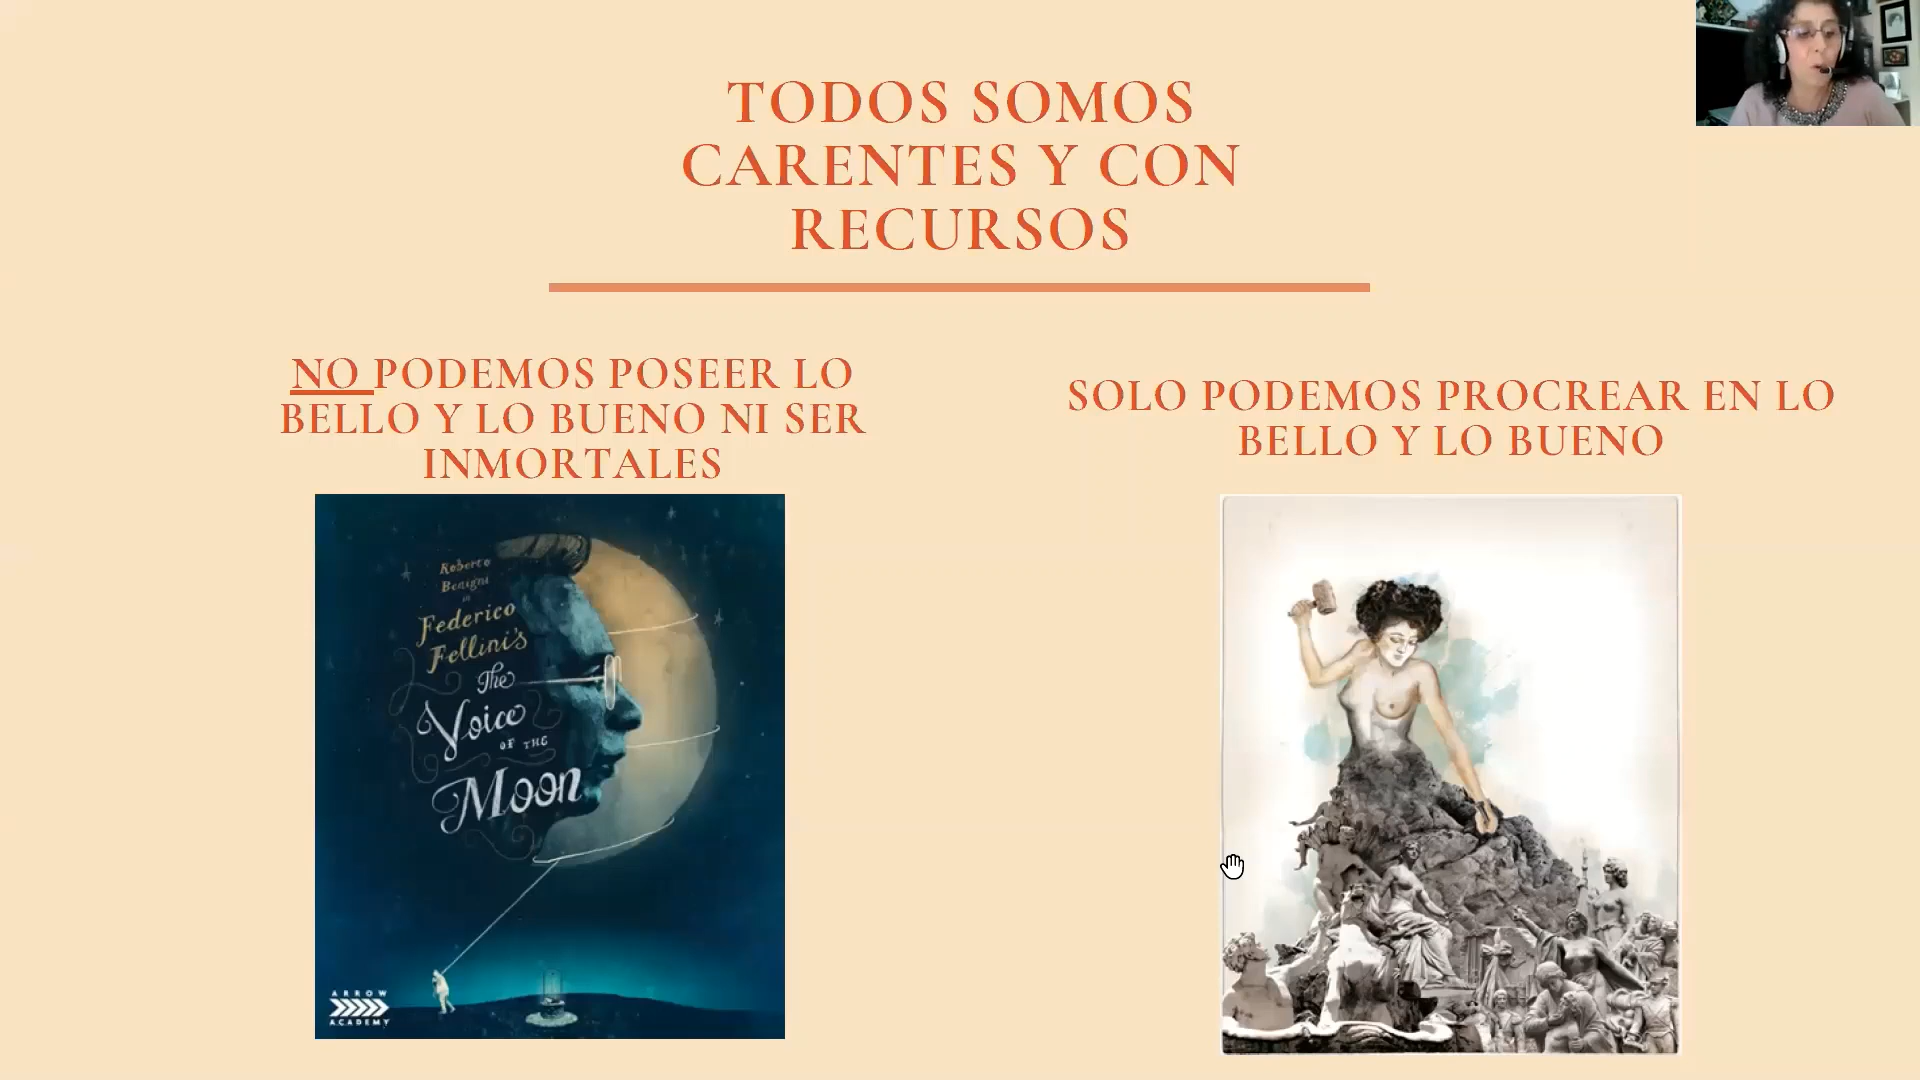 TODOS SOMOS
CARENTES Y CON
RECURSOS
NO PODEMOS POSEER LO
BELLO Y LO BUENO NI SER
INMORTALES
SOLO PODEMOS PROCREAR EN LO
BELLO Y LO BUENO
Roberto
Benigni
in
Federico
Fellini's
The
Voice
OF THE
Moon
ARROW
ACADEMY